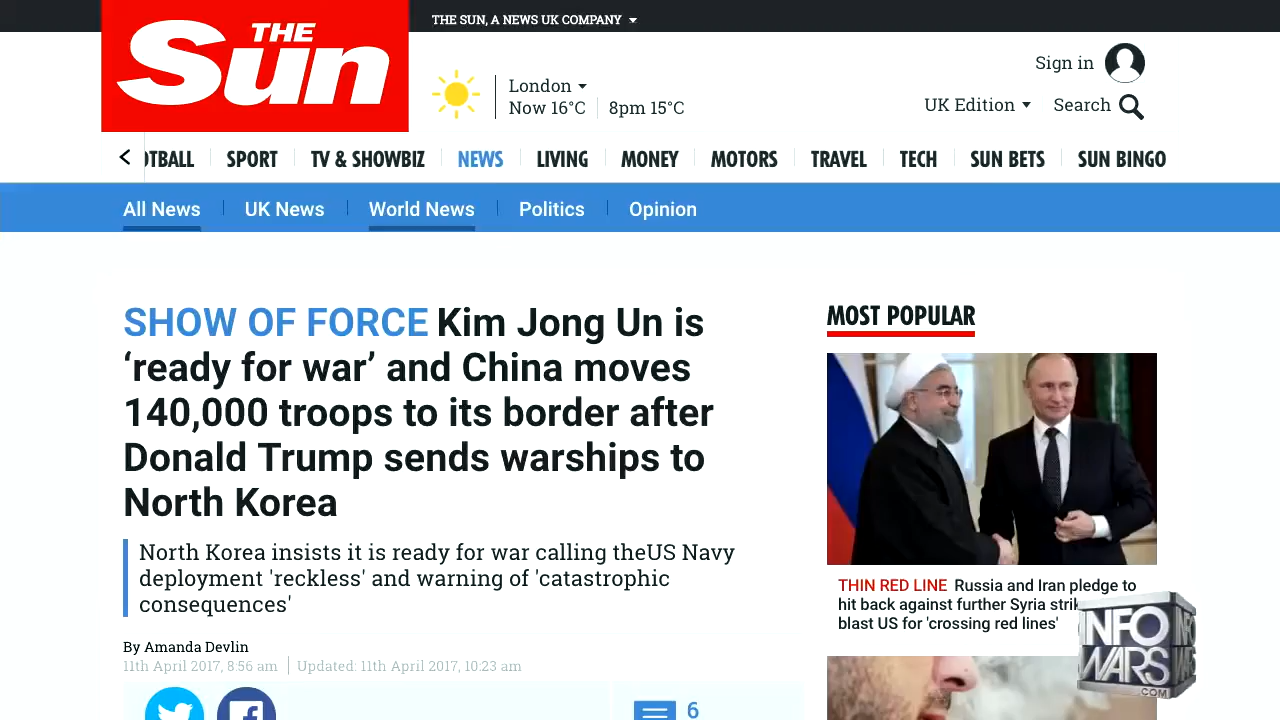 THE SUN, A NEWS UK COMPANY
THE
Sun
London
Now 16°C
8pm 15°C
Sign in
UK Edition
Search
OTBALL
SPORT
TV & SHOWBIZ
NEWS
LIVING
MONEY
MOTORS
TRAVEL
TECH
SUN BETS
SUN BINGO
All News
UK News
World News
Politics
Opinion
SHOW OF FORCE Kim Jong Un is
‘ready for war’ and China moves
140,000 troops to its border after
Donald Trump sends warships to
North Korea
North Korea insists it is ready for war calling theUS Navy
deployment 'reckless' and warning of 'catastrophic
consequences'
By Amanda Devlin
11th April 2017, 8:56 am
Updated: 11th April 2017, 10:23 am
6
MOST POPULAR
THIN RED LINE Russia and Iran pledge to
hit back against further Syria
blast US for 'crossing red lines'
INFO
WARS
.COM